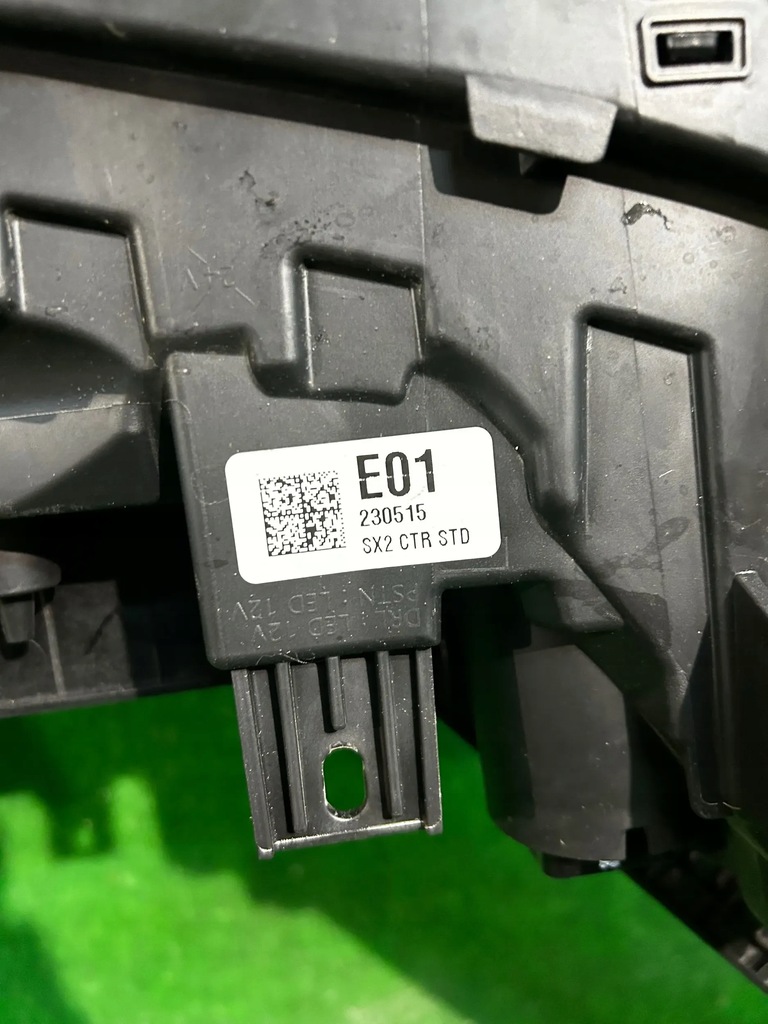 E01
230515
SX2 CTR STD
DRL : LED 12V
PSTN : LED 12V